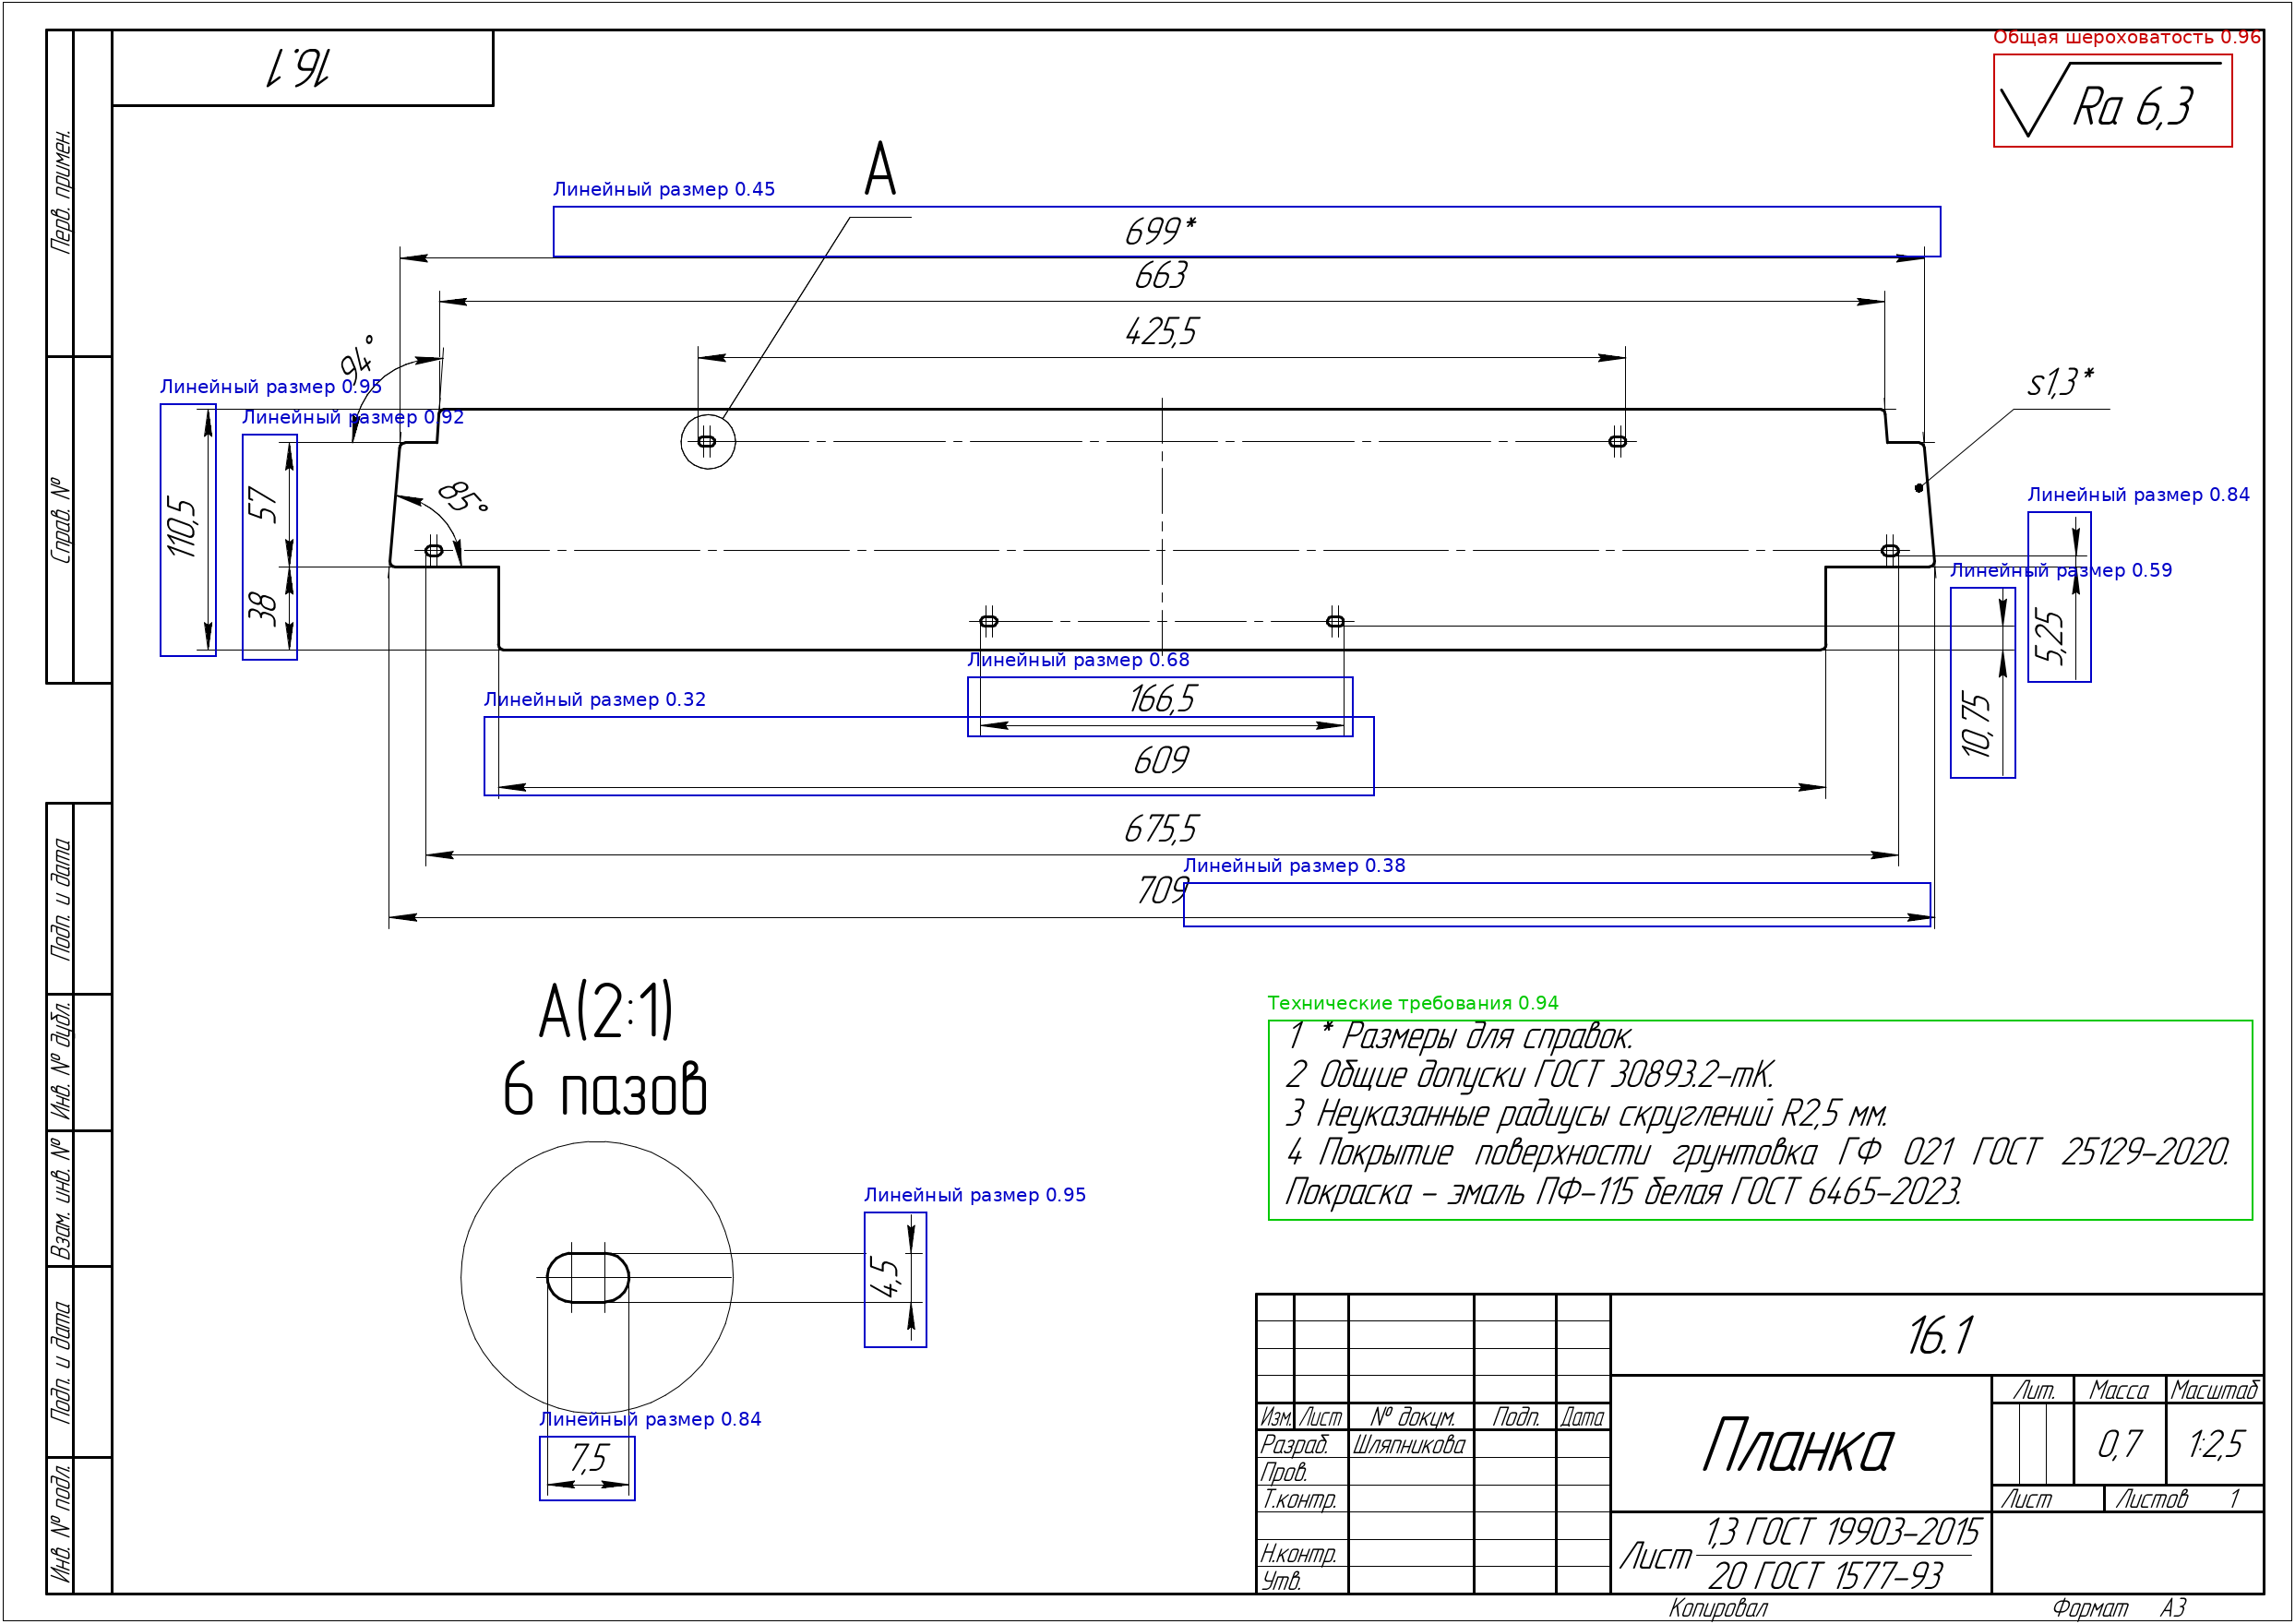 16.1
Общая шероховатость 0.96
Ra 6,3
Перв. примен.
Справ. №
Подп. и дата
Инв. № дубл.
Взам. инв. №
Подп. и дата
Инв. № подл.
А
Линейный размер 0.45
699*
663
425,5
94°
s1,3*
Линейный размер 0.95
Линейный размер 0.92
110,5
57
38
85°
Линейный размер 0.84
Линейный размер 0.59
5,25
10,75
Линейный размер 0.68
166,5
Линейный размер 0.32
609
675,5
Линейный размер 0.38
709
А(2:1)
6 пазов
Линейный размер 0.95
4,5
Линейный размер 0.84
7,5
Технические требования 0.94
1 * Размеры для справок.
2 Общие допуски ГОСТ 30893.2-mK.
3 Неуказанные радиусы скруглений R2,5 мм.
4 Покрытие поверхности грунтовка ГФ 021 ГОСТ 25129-2020.
Покраска - эмаль ПФ-115 белая ГОСТ 6465-2023.
16.1
Изм. Лист № докум. Подп. Дата
Разраб. Шляпникова
Пров.
Т.контр.
Н.контр.
Утв.
Планка
Лит. Масса Масштаб
0,7 1:2,5
Лист Листов 1
Лист 1,3 ГОСТ 19903-2015
20 ГОСТ 1577-93
Копировал Формат А3